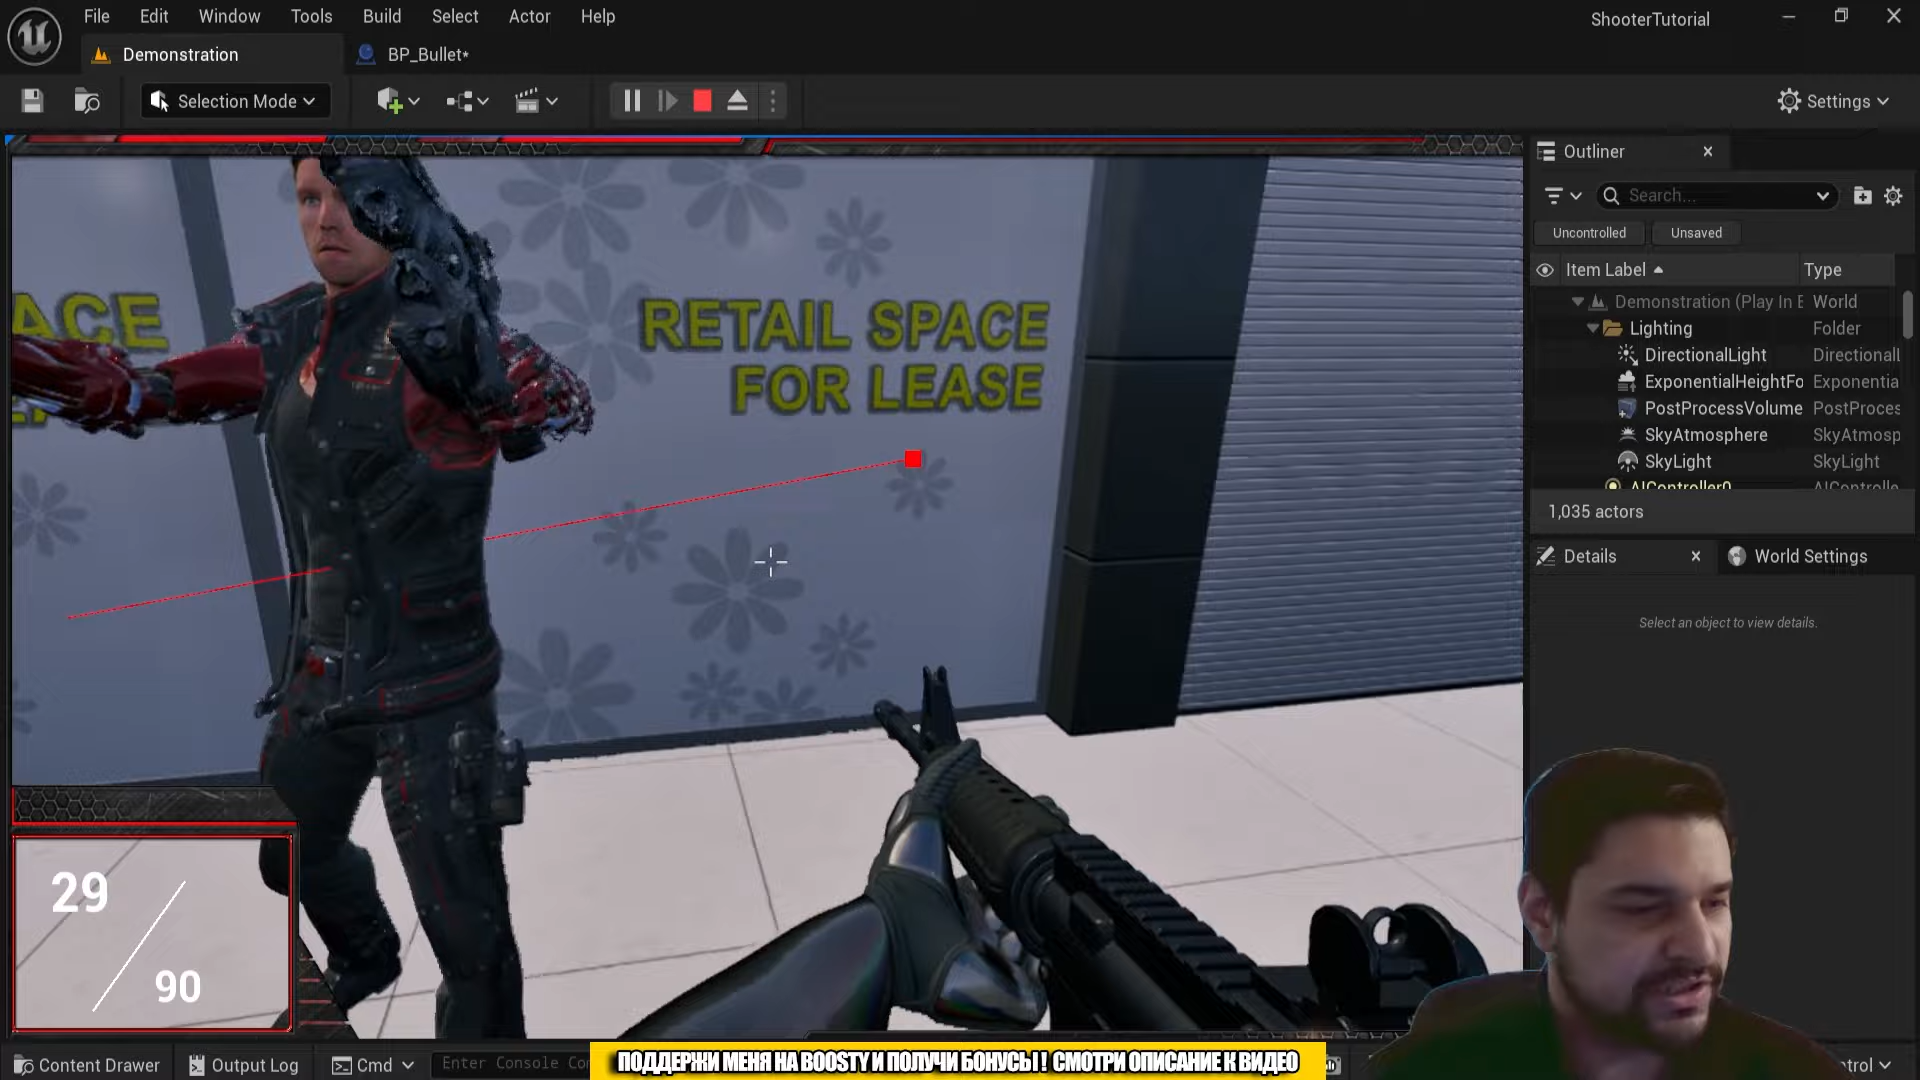 File Edit Window Tools Build Select Actor Help
ShooterTutorial
Demonstration
BP_Bullet*
Selection Mode
Settings
Outliner
Search...
Uncontrolled
Unsaved
Item Label
Type
Demonstration (Play In E World
Lighting Folder
DirectionalLight Directional
ExponentialHeightFo Exponentia
PostProcessVolume PostProces
SkyAtmosphere SkyAtmosp
SkyLight SkyLight
AIController0 AIControlle
1,035 actors
Details
World Settings
Select an object to view details.
ACE
RETAIL SPACE
FOR LEASE
29
90
Content Drawer
Output Log
Cmd
Enter Console Co
ПОДДЕРЖИ МЕНЯ НА BOOSTY И ПОЛУЧИ БОНУСЫ! СМОТРИ ОПИСАНИЕ К ВИДЕО
trol